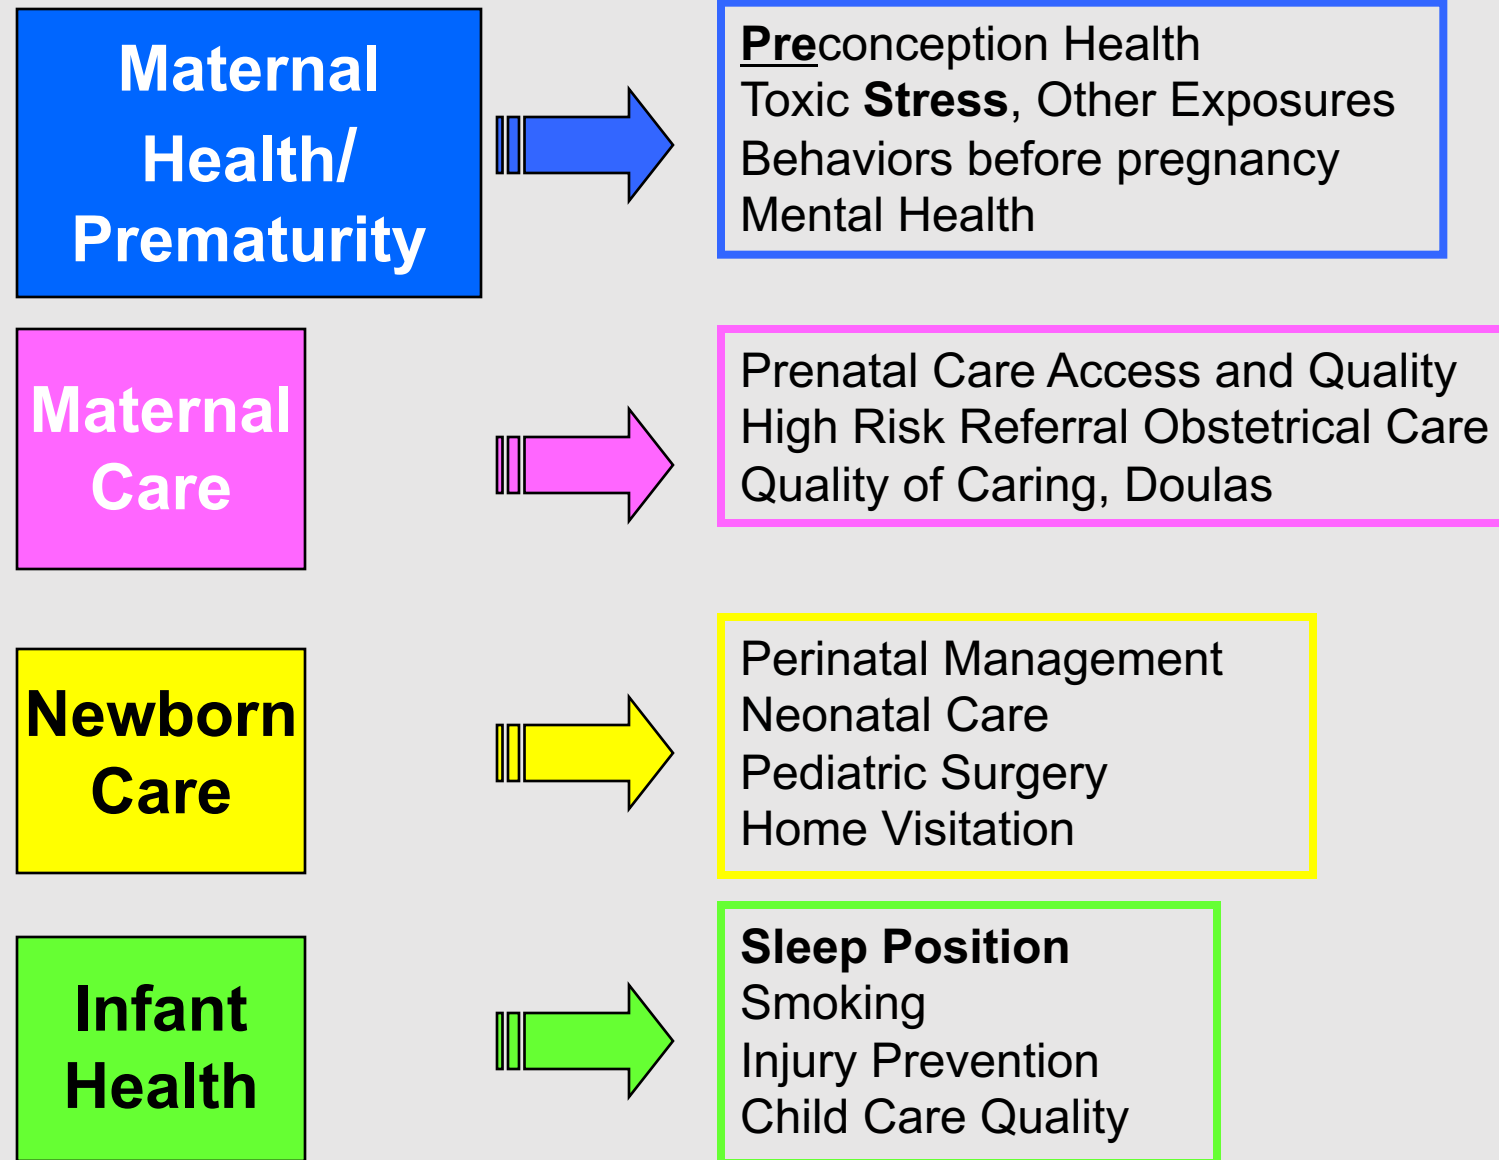 Maternal
Health/
Prematurity
Preconception Health
Toxic Stress, Other Exposures
Behaviors before pregnancy
Mental Health
Maternal
Care
Prenatal Care Access and Quality
High Risk Referral Obstetrical Care
Quality of Caring, Doulas
Newborn
Care
Perinatal Management
Neonatal Care
Pediatric Surgery
Home Visitation
Infant
Health
Sleep Position
Smoking
Injury Prevention
Child Care Quality